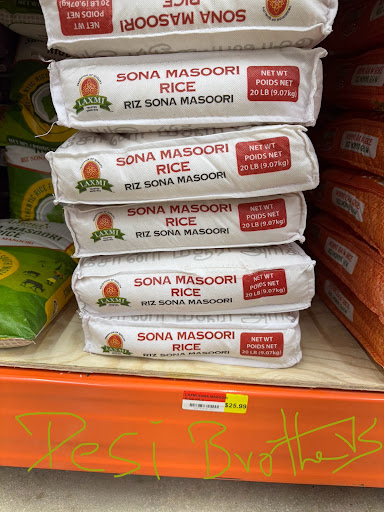 SONA MASOORI
POIDS NET
20 LB (9.07kg)
SONA MASOORI
RICE
RIZ SONA MASOORI
NET WT
POIDS NET
20 LB (9.07kg)
LAXMI
SONA MASOORI
RICE
RIZ SONA MASOORI
NET WT
POIDS NET
20 LB (9.07kg)
LAXMI
SONA MASOORI
RICE
RIZ SONA MASOORI
NET WT
POIDS NET
20 LB (9.07kg)
LAXMI
SONA MASOORI
RICE
RIZ SONA MASOORI
NET WT
POIDS NET
20 LB (9.07kg)
LAXMI
SONA MASOORI
RICE
RIZ SONA MASOORI
NET WT
POIDS NET
20 LB (9.07kg)
$25.99
Desi Brothers